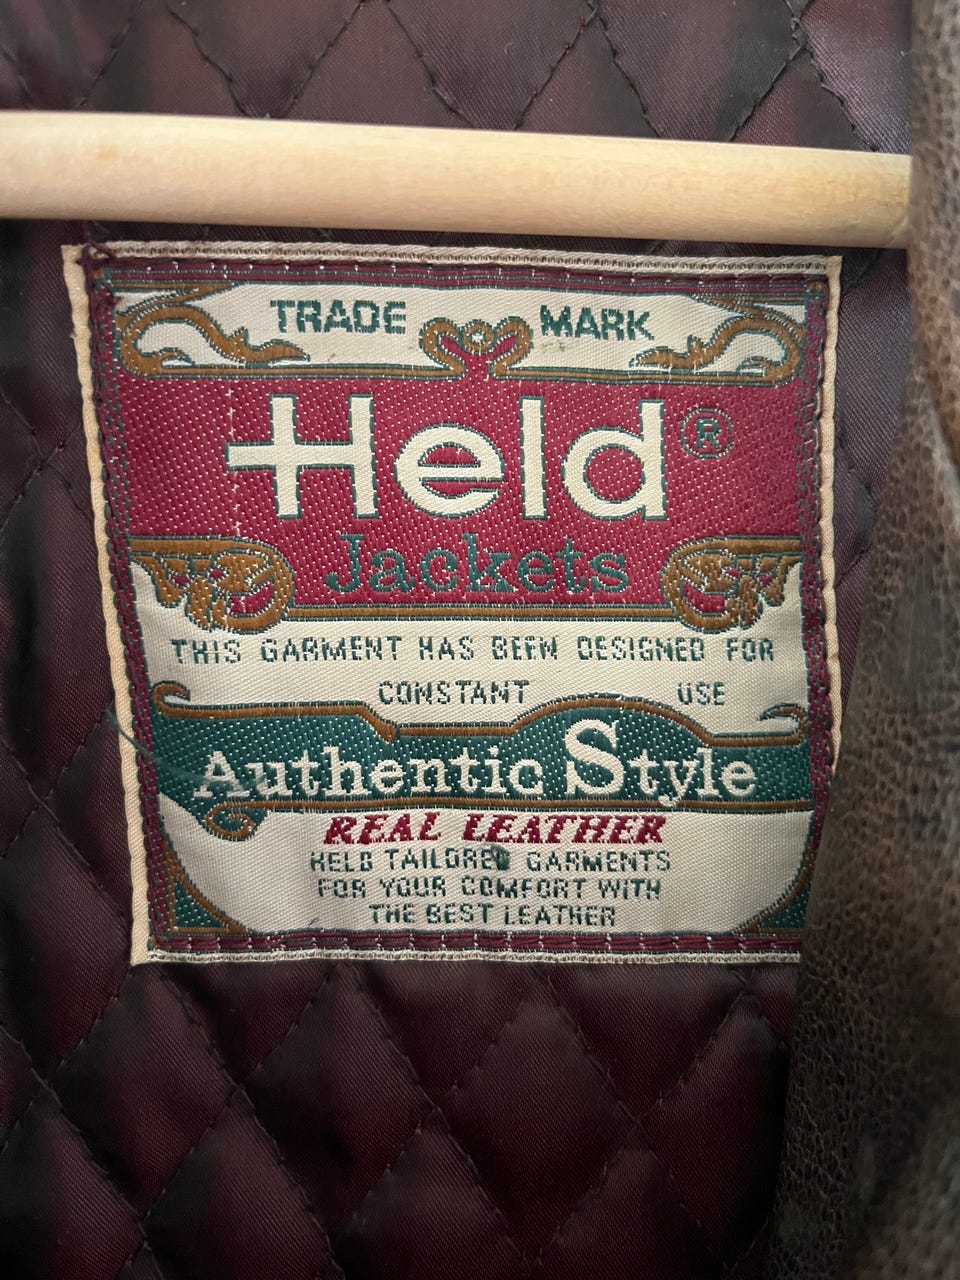 TRADE MARK
Held®
Jackets
THIS GARMENT HAS BEEN DESIGNED FOR
CONSTANT USE
Authentic Style
REAL LEATHER
HELD TAILORED GARMENTS
FOR YOUR COMFORT WITH
THE BEST LEATHER